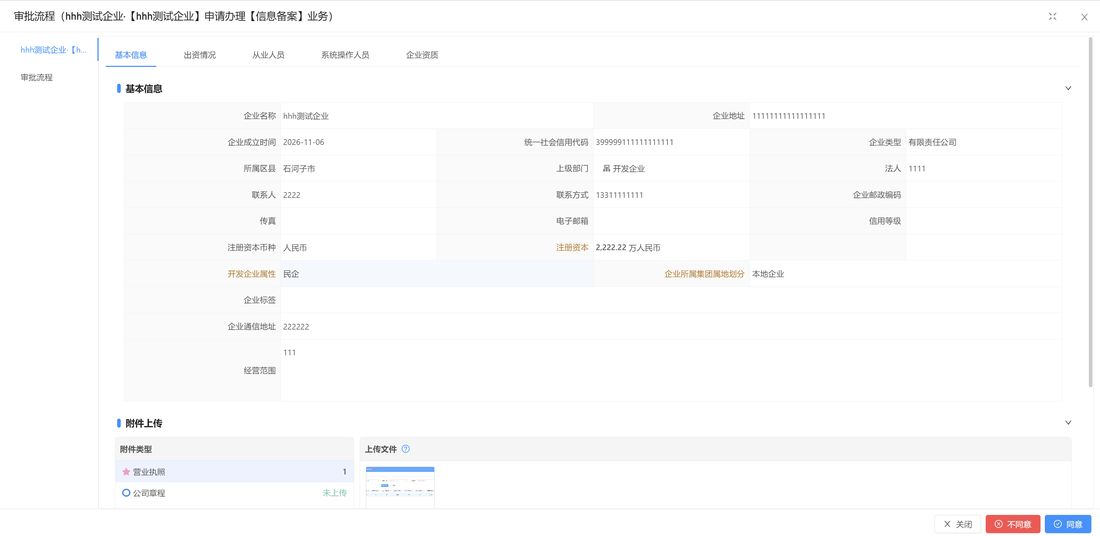 审批流程（hhh测试企业·【hhh测试企业】申请办理【信息备案】业务）
hhh测试企业·【h...
审批流程
基本信息 出资情况 从业人员 系统操作人员 企业资质
基本信息
企业名称 hhh测试企业 企业地址 11111111111111111
企业成立时间 2026-11-06 统一社会信用代码 399999111111111111 企业类型 有限责任公司
所属区县 石河子市 上级部门 开发企业 法人 1111
联系人 2222 联系方式 13311111111 企业邮政编码
传真 电子邮箱 信用等级
注册资本币种 人民币 注册资本 2,222.22 万人民币
开发企业属性 民企 企业所属集团属地划分 本地企业
企业标签
企业通信地址 222222
经营范围 111
附件上传
附件类型 上传文件
营业执照 1
公司章程 未上传
关闭 不同意 同意